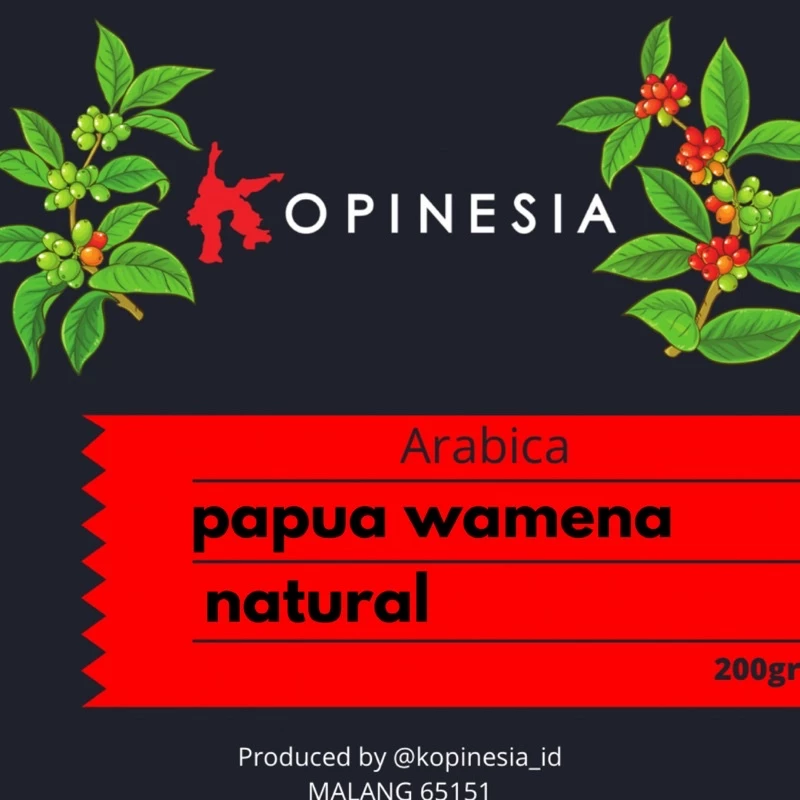 KOPINESIA
Arabica
papua wamena
natural
200gr
Produced by @kopinesia_id
MALANG 65151